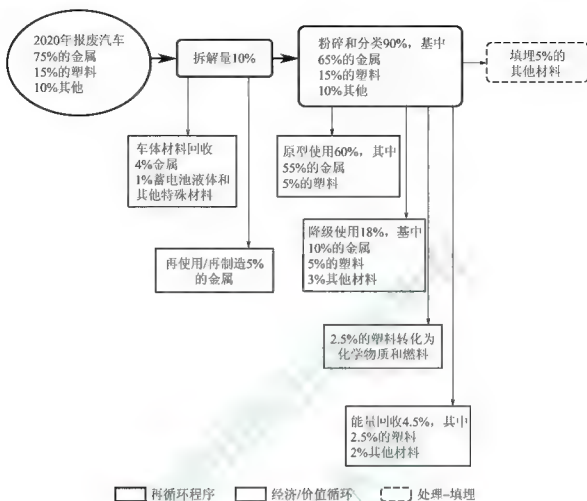 2020年报废汽车
75%的金属
15%的塑料
10%其他
拆解量10%
粉碎和分类90%，基中
65%的金属
15%的塑料
10%其他
填埋5%的
其他材料
车体材料回收
4%金属
1%蓄电池液体和
其他特殊材料
原型使用60%，其中
55%的金属
5%的塑料
再使用/再制造5%
的金属
降级使用18%，基中
10%的金属
5%的塑料
3%其他材料
2.5%的塑料转化为
化学物质和燃料
能量回收4.5%，其中
2.5%的塑料
2%其他材料
再循环程序
经济/价值循环
处理-填埋